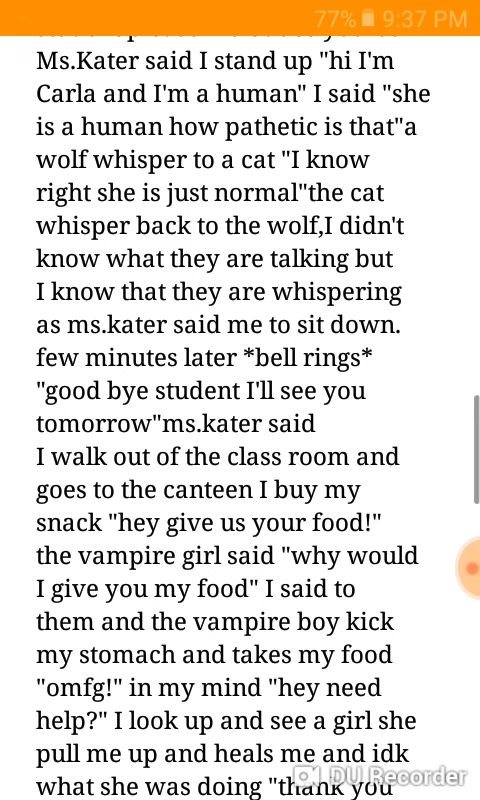 77% 9:37 PM
Ms.Kater said I stand up "hi I'm
Carla and I'm a human" I said "she
is a human how pathetic is that"a
wolf whisper to a cat "I know
right she is just normal"the cat
whisper back to the wolf,I didn't
know what they are talking but
I know that they are whispering
as ms.kater said me to sit down.
few minutes later *bell rings*
"good bye student I'll see you
tomorrow"ms.kater said
I walk out of the class room and
goes to the canteen I buy my
snack "hey give us your food!"
the vampire girl said "why would
I give you my food" I said to
them and the vampire boy kick
my stomach and takes my food
"omfg!" in my mind "hey need
help?" I look up and see a girl she
pull me up and heals me and idk
what she was doing "thank you
DU Recorder